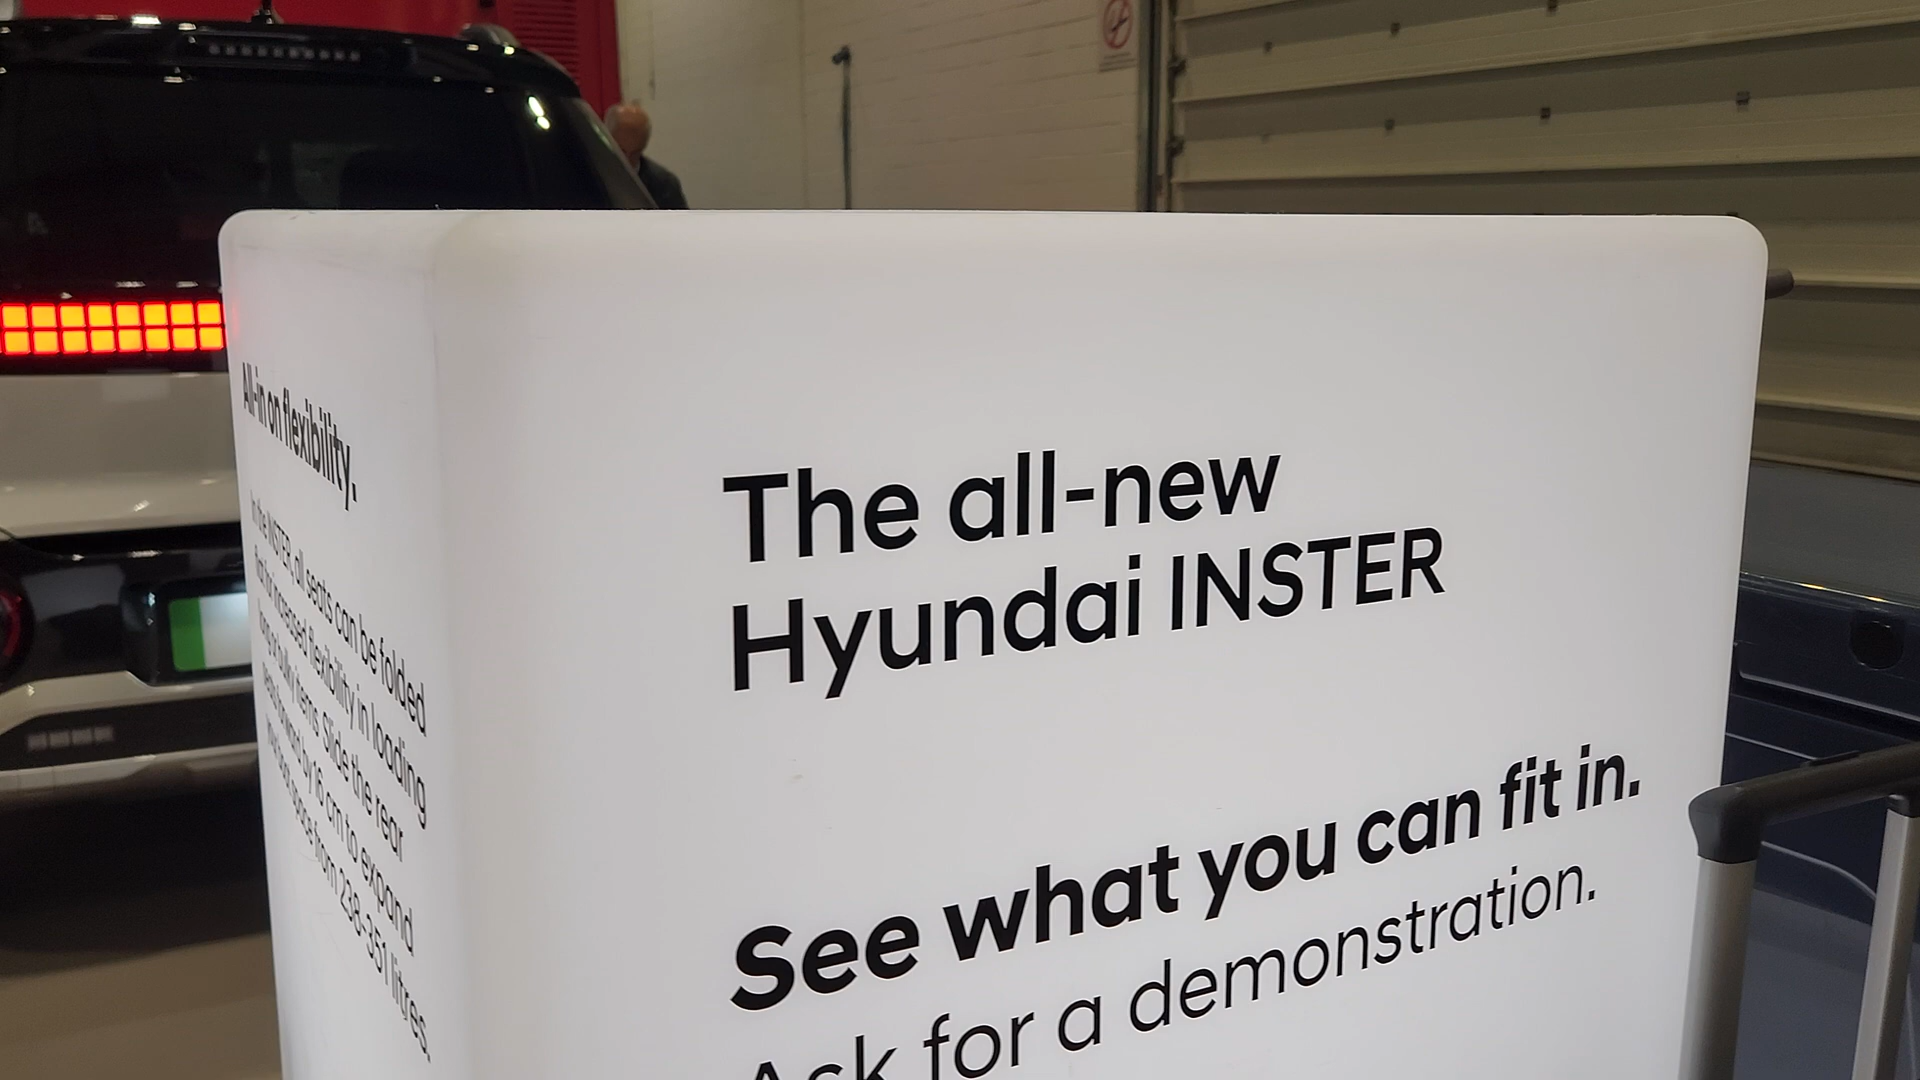 All-in on flexibility.
In the INSTER, all seats can be folded
flat for increased flexibility in loading
long or bulky items. Slide the rear
seats forward by 16 cm to expand
your boot space from 238-351 litres.
The all-new
Hyundai INSTER
See what you can fit in.
Ask for a demonstration.